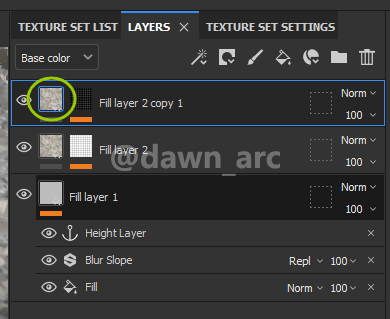 TEXTURE SET LIST LAYERS × TEXTURE SET SETTINGS
Base color
Fill layer 2 copy 1 Norm 100
Fill layer 2 Norm 100
@dawn_arc
Fill layer 1 Norm 100
Height Layer ×
Blur Slope Repl 100 ×
Fill Norm 100 ×